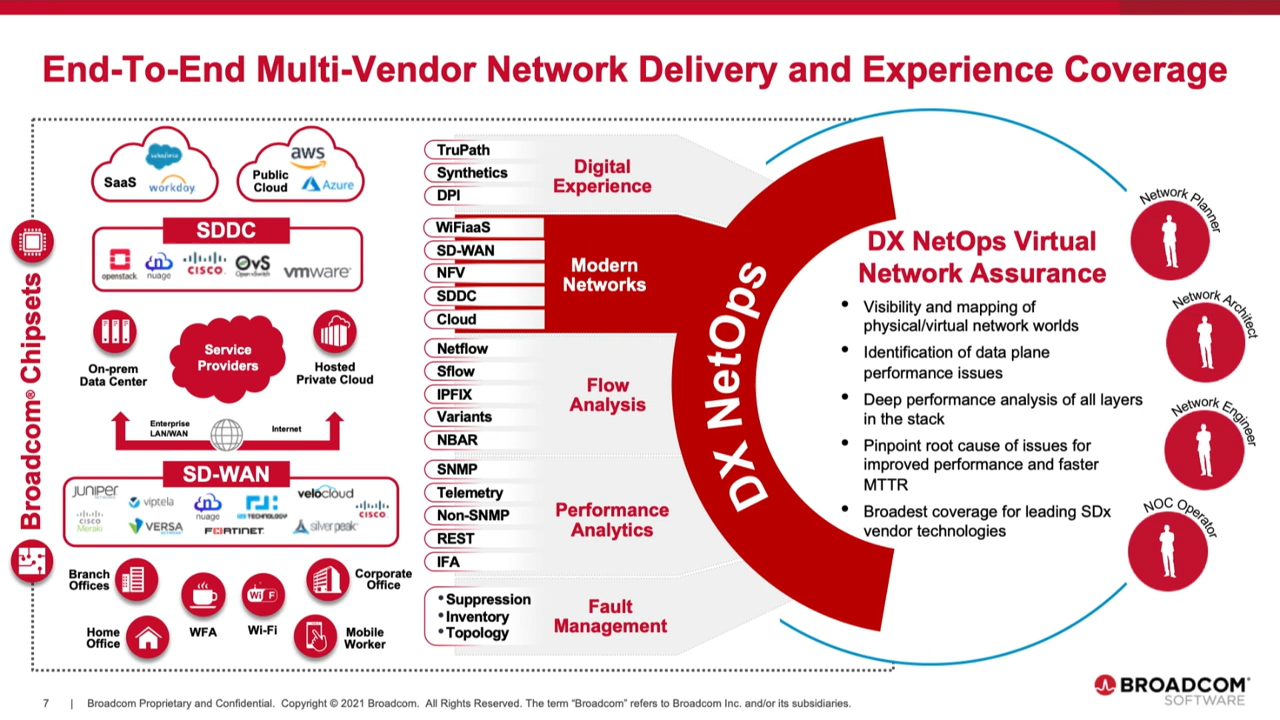 End-To-End Multi-Vendor Network Delivery and Experience Coverage
Broadcom® Chipsets
salesforce
SaaS
workday
aws
Public
Cloud
Azure
SDDC
openstack
nuage
CISCO
OvS
Open vSwitch
vmware
On-prem
Data Center
Service
Providers
Hosted
Private Cloud
Enterprise
LAN/WAN
Internet
SD-WAN
JUNIPER
NETWORKS
viptela
nuage
TECHNOLOGY
velocloud
CISCO
CISCO
Meraki
VERSA
NETWORKS
FORTINET
silver peak
Branch
Offices
Corporate
Office
Home
Office
WFA
Wi Fi
Wi-Fi
Mobile
Worker
TruPath
Synthetics
DPI
Digital
Experience
WiFiaaS
SD-WAN
NFV
SDDC
Cloud
Modern
Networks
Netflow
Sflow
IPFIX
Variants
NBAR
Flow
Analysis
SNMP
Telemetry
Non-SNMP
REST
IFA
Performance
Analytics
• Suppression
• Inventory
• Topology
Fault
Management
DX NetOps
DX NetOps Virtual
Network Assurance
• Visibility and mapping of
physical/virtual network worlds
• Identification of data plane
performance issues
• Deep performance analysis of all layers
in the stack
• Pinpoint root cause of issues for
improved performance and faster
MTTR
• Broadest coverage for leading SDx
vendor technologies
Network Planner
Network Architect
Network Engineer
NOC Operator
7 | Broadcom Proprietary and Confidential. Copyright © 2021 Broadcom. All Rights Reserved. The term “Broadcom” refers to Broadcom Inc. and/or its subsidiaries.
BROADCOM®
SOFTWARE